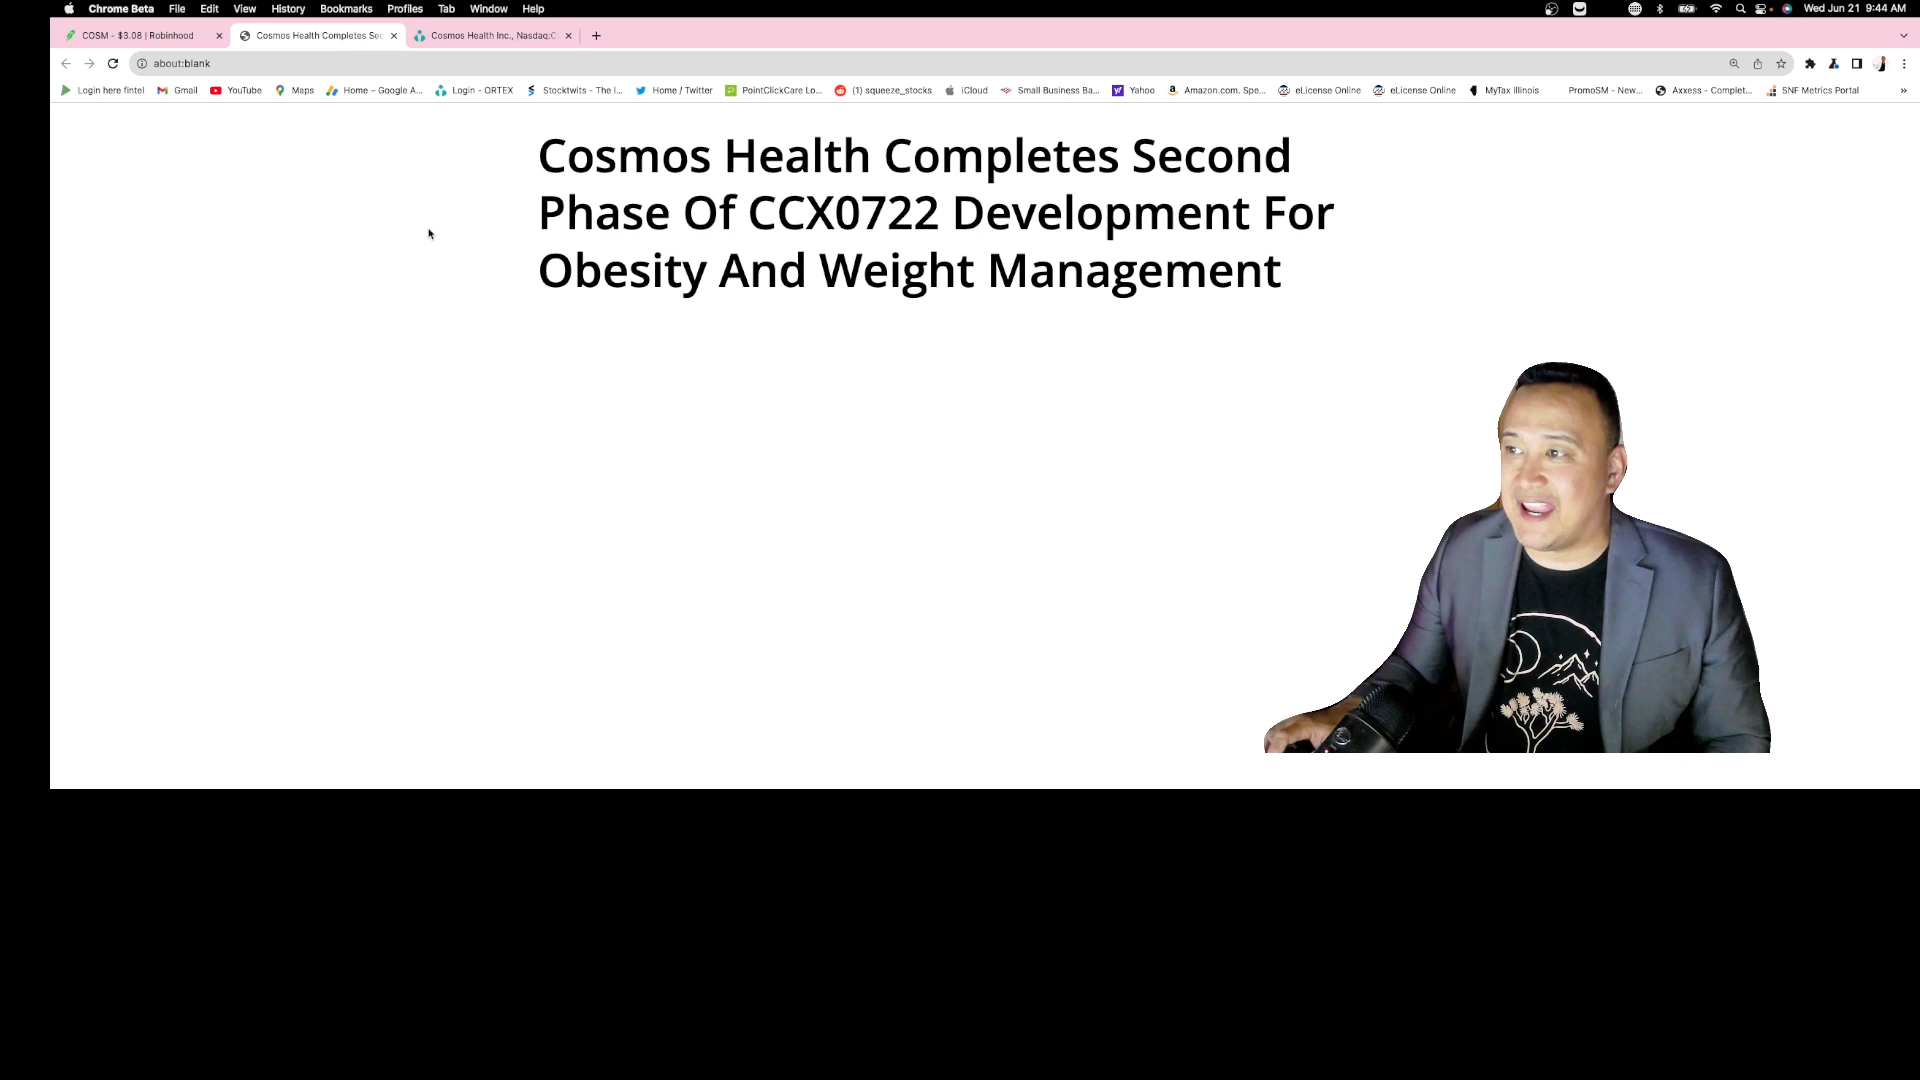 Chrome Beta File Edit View History Bookmarks Profiles Tab Window Help Wed Jun 21 9:44 AM
COSM - $3.08 | Robinhood Cosmos Health Completes Sec Cosmos Health Inc., Nasdaq:C
about:blank
Login here fintel Gmail YouTube Maps Home – Google A... Login - ORTEX Stocktwits - The l... Home / Twitter PointClickCare Lo... (1) squeeze_stocks iCloud Small Business Ba... Yahoo Amazon.com. Spe... eLicense Online eLicense Online MyTax Illinois PromoSM - New... Axxess - Complet... SNF Metrics Portal »
Cosmos Health Completes Second
Phase Of CCX0722 Development For
Obesity And Weight Management